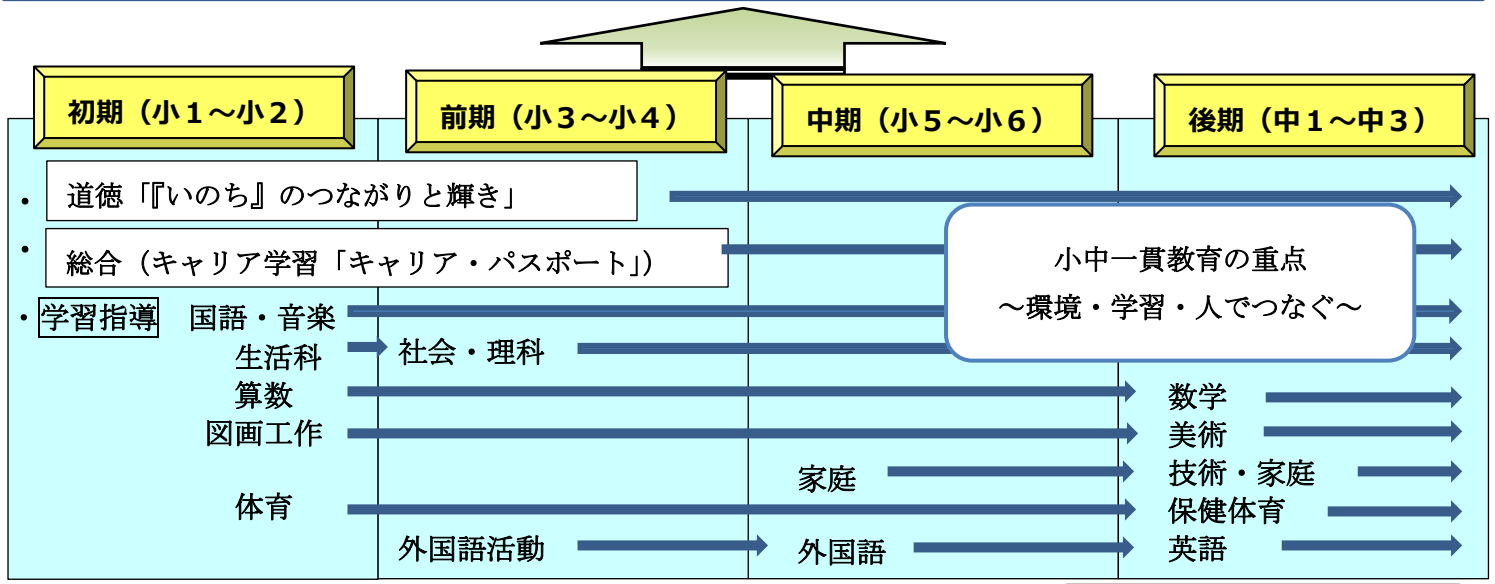 初期（小１～小２）
前期（小３～小４）
中期（小５～小６）
後期（中１～中３）
・ 道徳「『いのち』のつながりと輝き」
・ 総合（キャリア学習「キャリア・パスポート」）
小中一貫教育の重点
～環境・学習・人でつなぐ～
・学習指導　国語・音楽
生活科　社会・理科
算数　数学
図画工作　美術
家庭　技術・家庭
体育　保健体育
外国語活動　外国語　英語